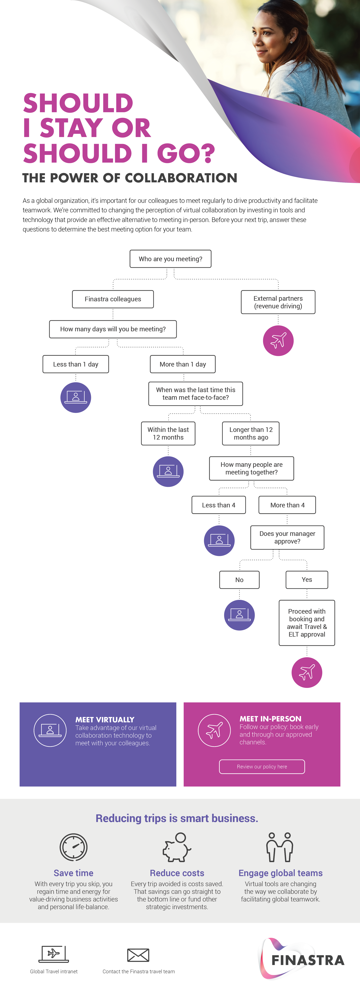 SHOULD
I STAY OR
SHOULD I GO?
THE POWER OF COLLABORATION
As a global organization, it's important for our colleagues to meet regularly to drive productivity and facilitate
teamwork. We're committed to changing the perception of virtual collaboration by investing in tools and
technology that provide an effective alternative to meeting in-person. Before your next trip, answer these
questions to determine the best meeting option for your team.
Who are you meeting?
Finastra colleagues
External partners
(revenue driving)
How many days will you be meeting?
Less than 1 day
More than 1 day
When was the last time this
team met face-to-face?
Within the last
12 months
Longer than 12
months ago
How many people are
meeting together?
Less than 4
More than 4
Does your manager
approve?
No
Yes
Proceed with
booking and
await Travel &
ELT approval
MEET VIRTUALLY
Take advantage of our virtual
collaboration technology to
meet with your colleagues.
MEET IN-PERSON
Follow our policy: book early
and through our approved
channels.
Review our policy here
Reducing trips is smart business.
Save time
With every trip you skip, you
regain time and energy for
value-driving business activities
and personal life-balance.
Reduce costs
Every trip avoided is costs saved.
That savings can go straight to
the bottom line or fund other
strategic investments.
Engage global teams
Virtual tools are changing
the way we collaborate by
facilitating global teamwork.
Global Travel intranet
Contact the Finastra travel team
FINASTRA